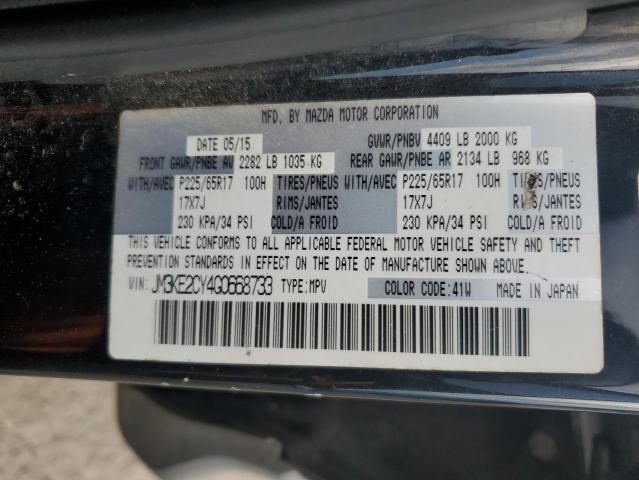 MFD. BY MAZDA MOTOR CORPORATION
DATE 05/15 GVWR/PNBV 4409 LB 2000 KG
FRONT GAWR/PNBE AV 2282 LB 1035 KG REAR GAWR/PNBE AR 2134 LB 968 KG
WITH/AVEC P225/65R17 100H TIRES/PNEUS WITH/AVEC P225/65R17 100H TIRES/PNEUS
17X7J RIMS/JANTES 17X7J RIMS/JANTES
230 KPA/34 PSI COLD/A FROID 230 KPA/34 PSI COLD/A FROID
THIS VEHICLE CONFORMS TO ALL APPLICABLE FEDERAL MOTOR VEHICLE SAFETY AND THEFT
PREVENTION STANDARDS IN EFFECT ON THE DATE OF MANUFACTURE SHOWN ABOVE.
VIN: JM3KE2CY4G0668733 TYPE: MPV COLOR CODE: 41W MADE IN JAPAN